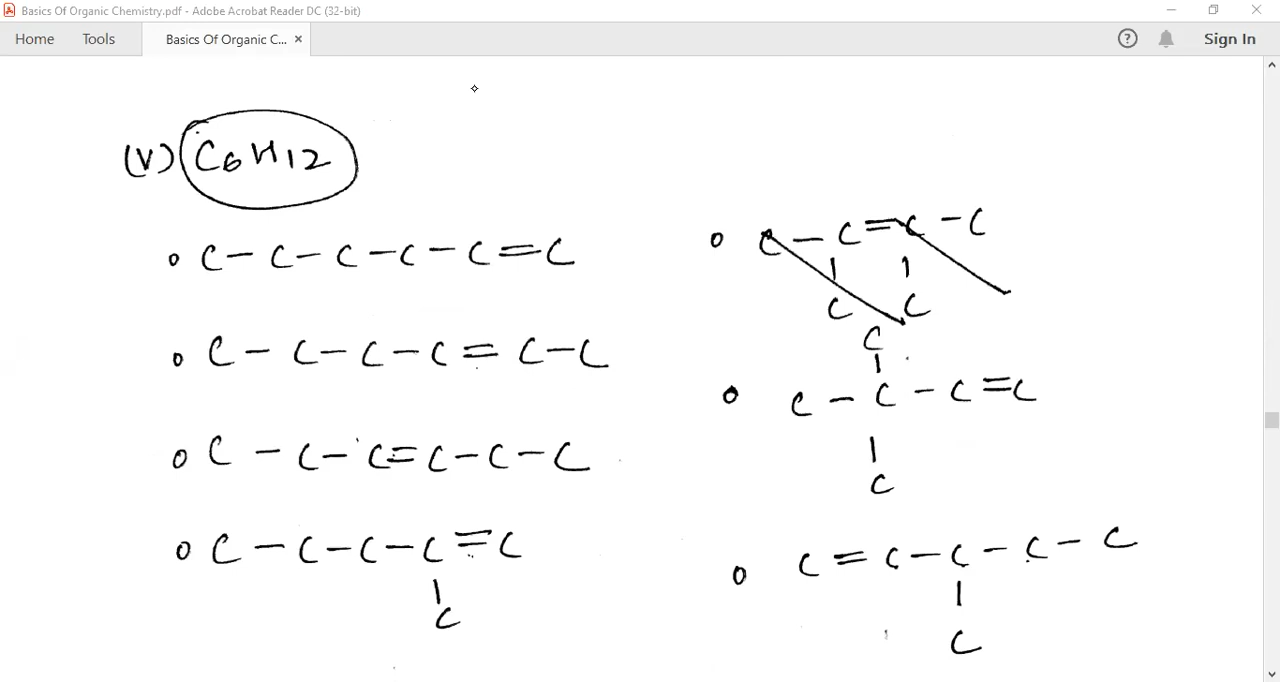 Basics Of Organic Chemistry.pdf - Adobe Acrobat Reader DC (32-bit)
Home Tools Basics Of Organic C... × Sign In
(V) C6H12
o C - C - C - C - C = C
o C - C - C - C = C - C
o C - C - C = C - C - C
o C - C - C - C = C
|
C
o C - C = C - C
| |
C C
C
|
o C - C - C = C
|
C
o C = C - C - C - C
|
C